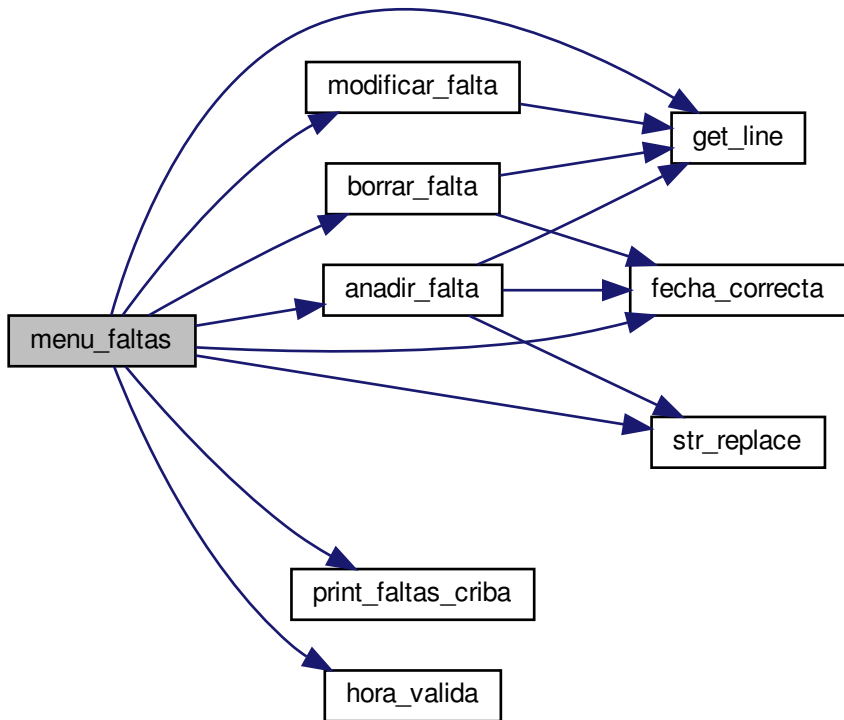 modificar_falta
get_line
borrar_falta
anadir_falta
fecha_correcta
menu_faltas
str_replace
print_faltas_criba
hora_valida